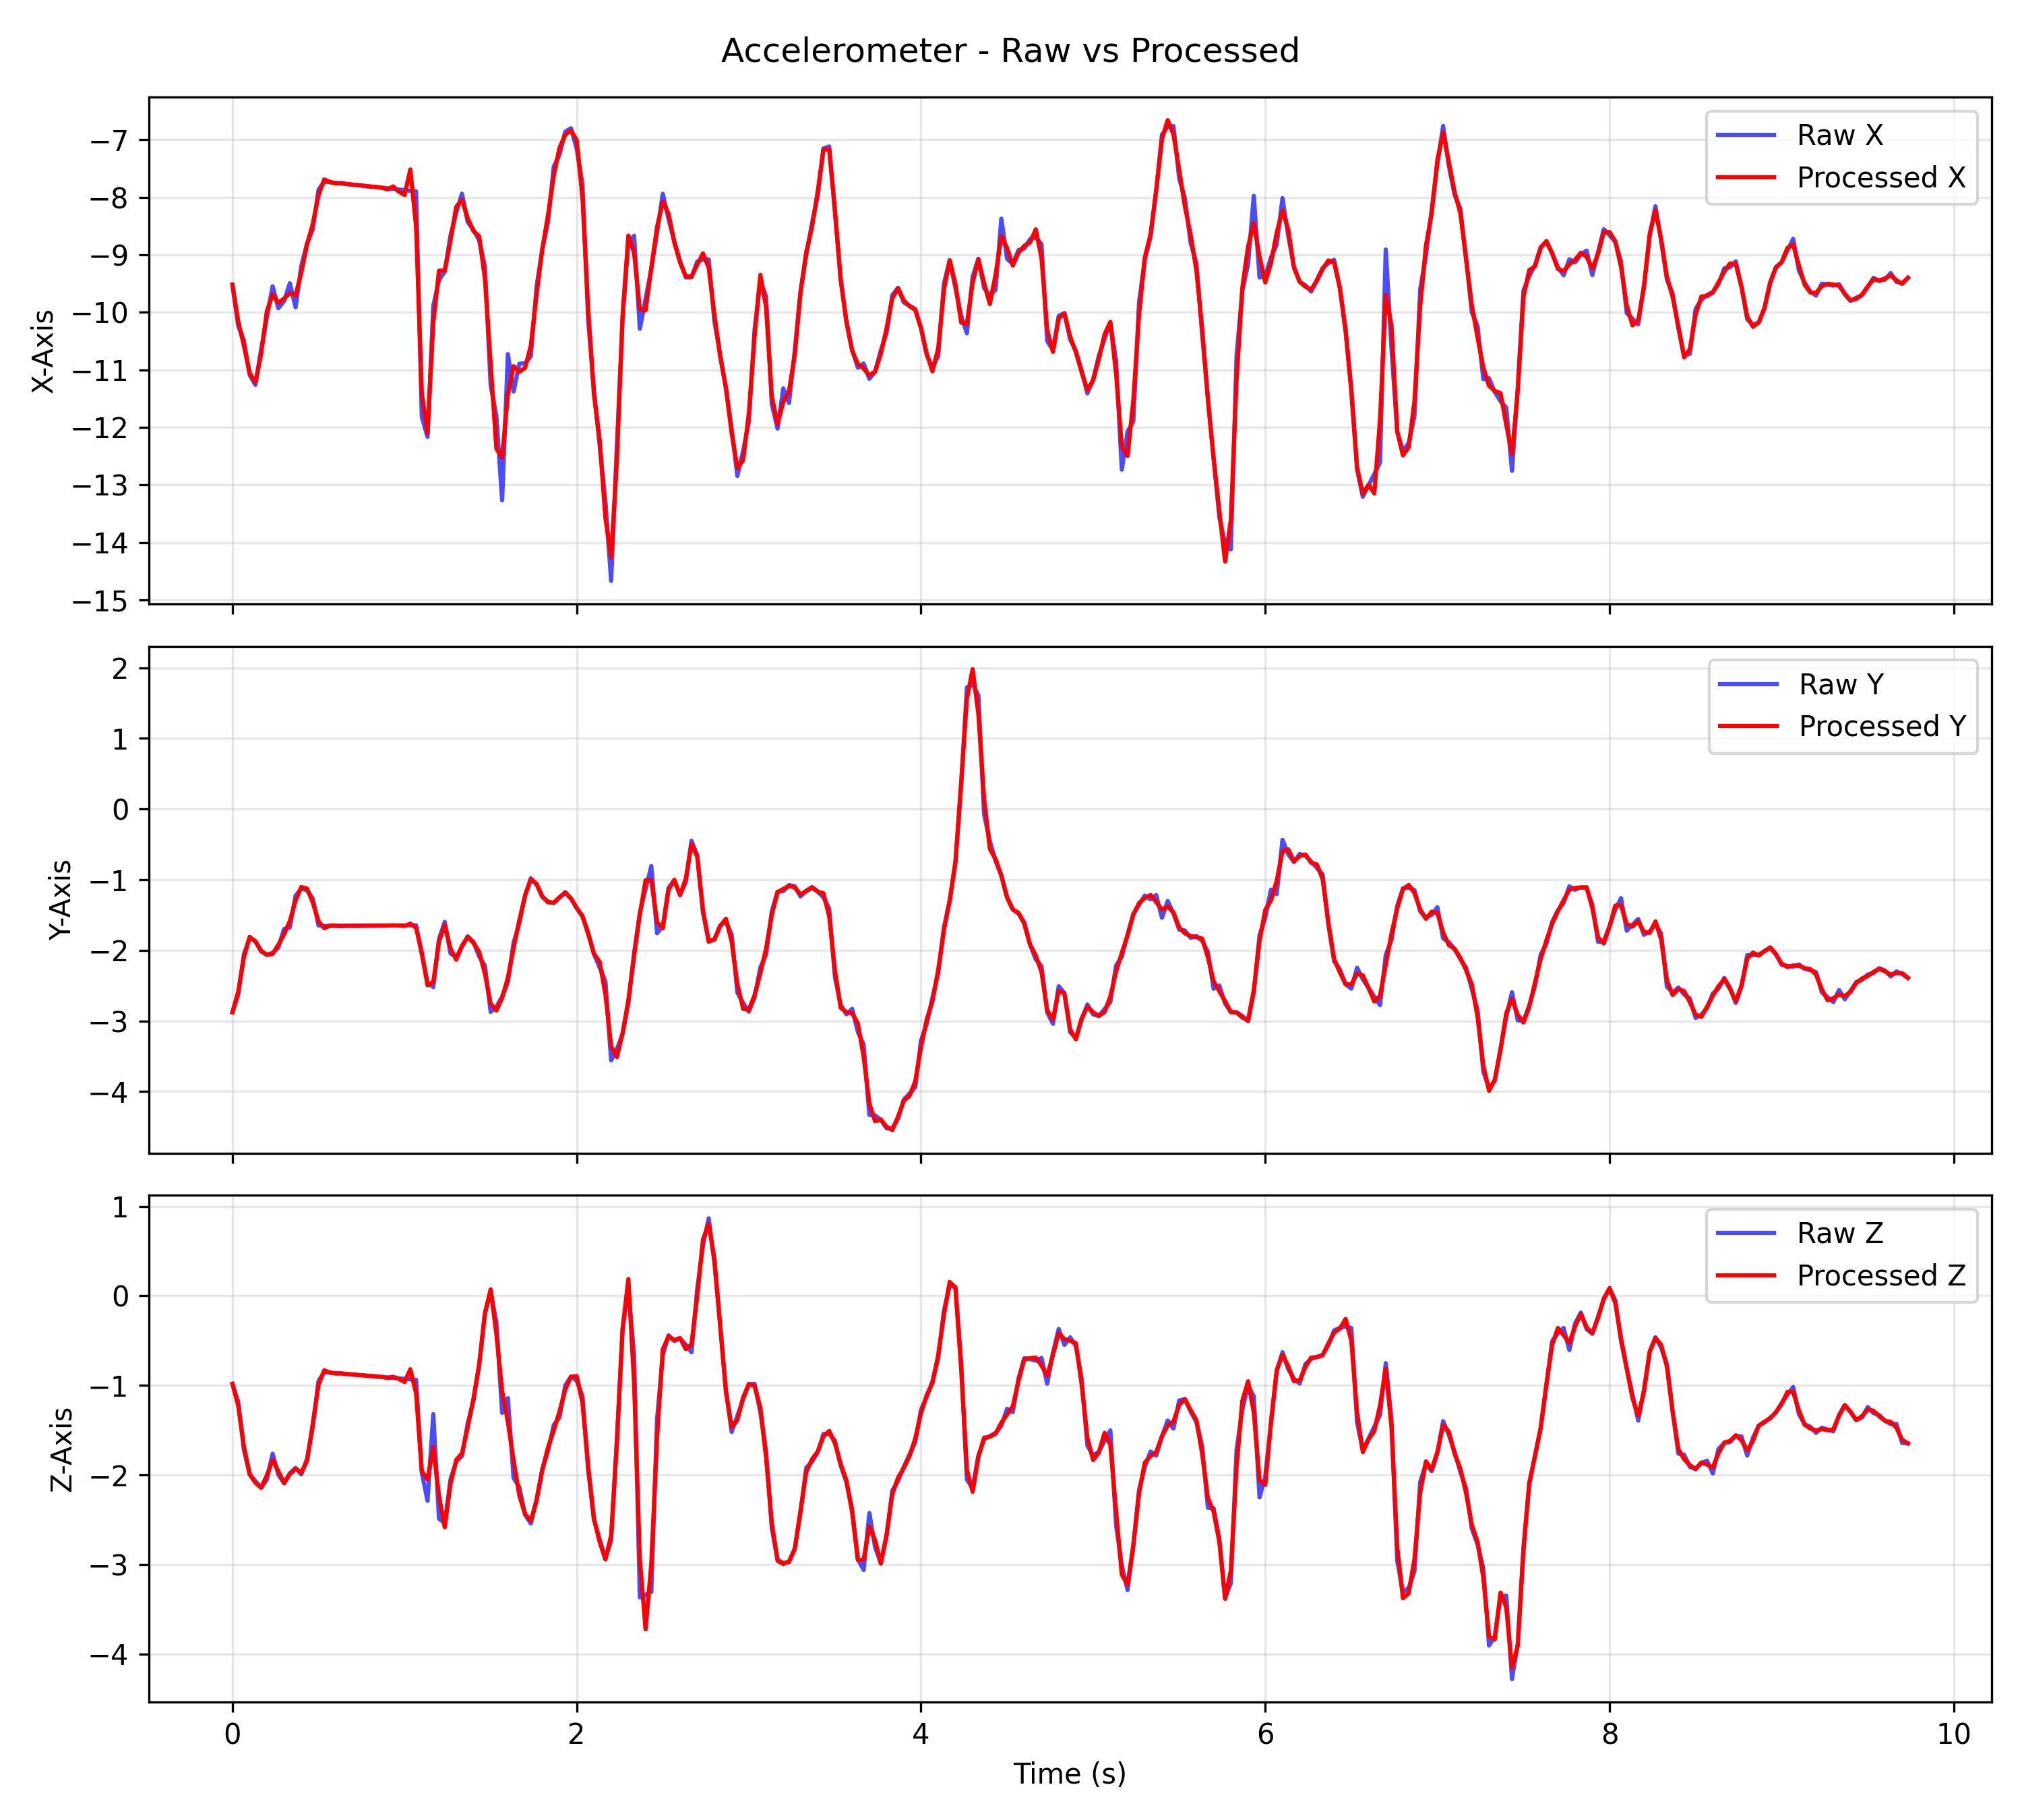 Accelerometer - Raw vs Processed
−7
−8
−9
−10
−11
−12
−13
−14
−15
X-Axis
Raw X
Processed X
2
1
0
−1
−2
−3
−4
Y-Axis
Raw Y
Processed Y
1
0
−1
−2
−3
−4
Z-Axis
Raw Z
Processed Z
0 2 4 6 8 10
Time (s)